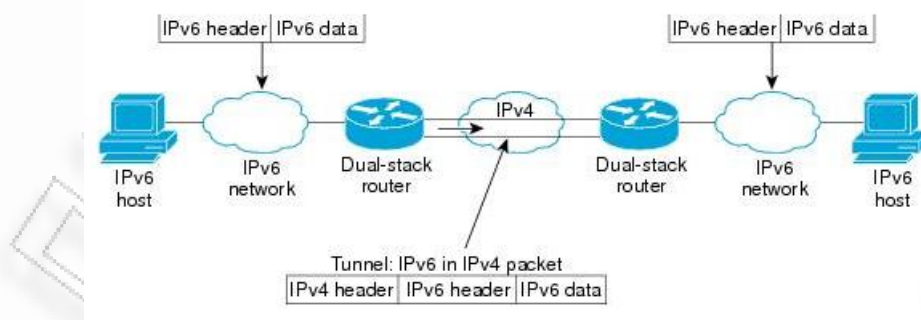 IPv6 header IPv6 data
IPv6 header IPv6 data
IPv4
IPv6
host
IPv6
network
Dual-stack
router
Dual-stack
router
IPv6
network
IPv6
host
Tunnel: IPv6 in IPv4 packet
IPv4 header IPv6 header IPv6 data